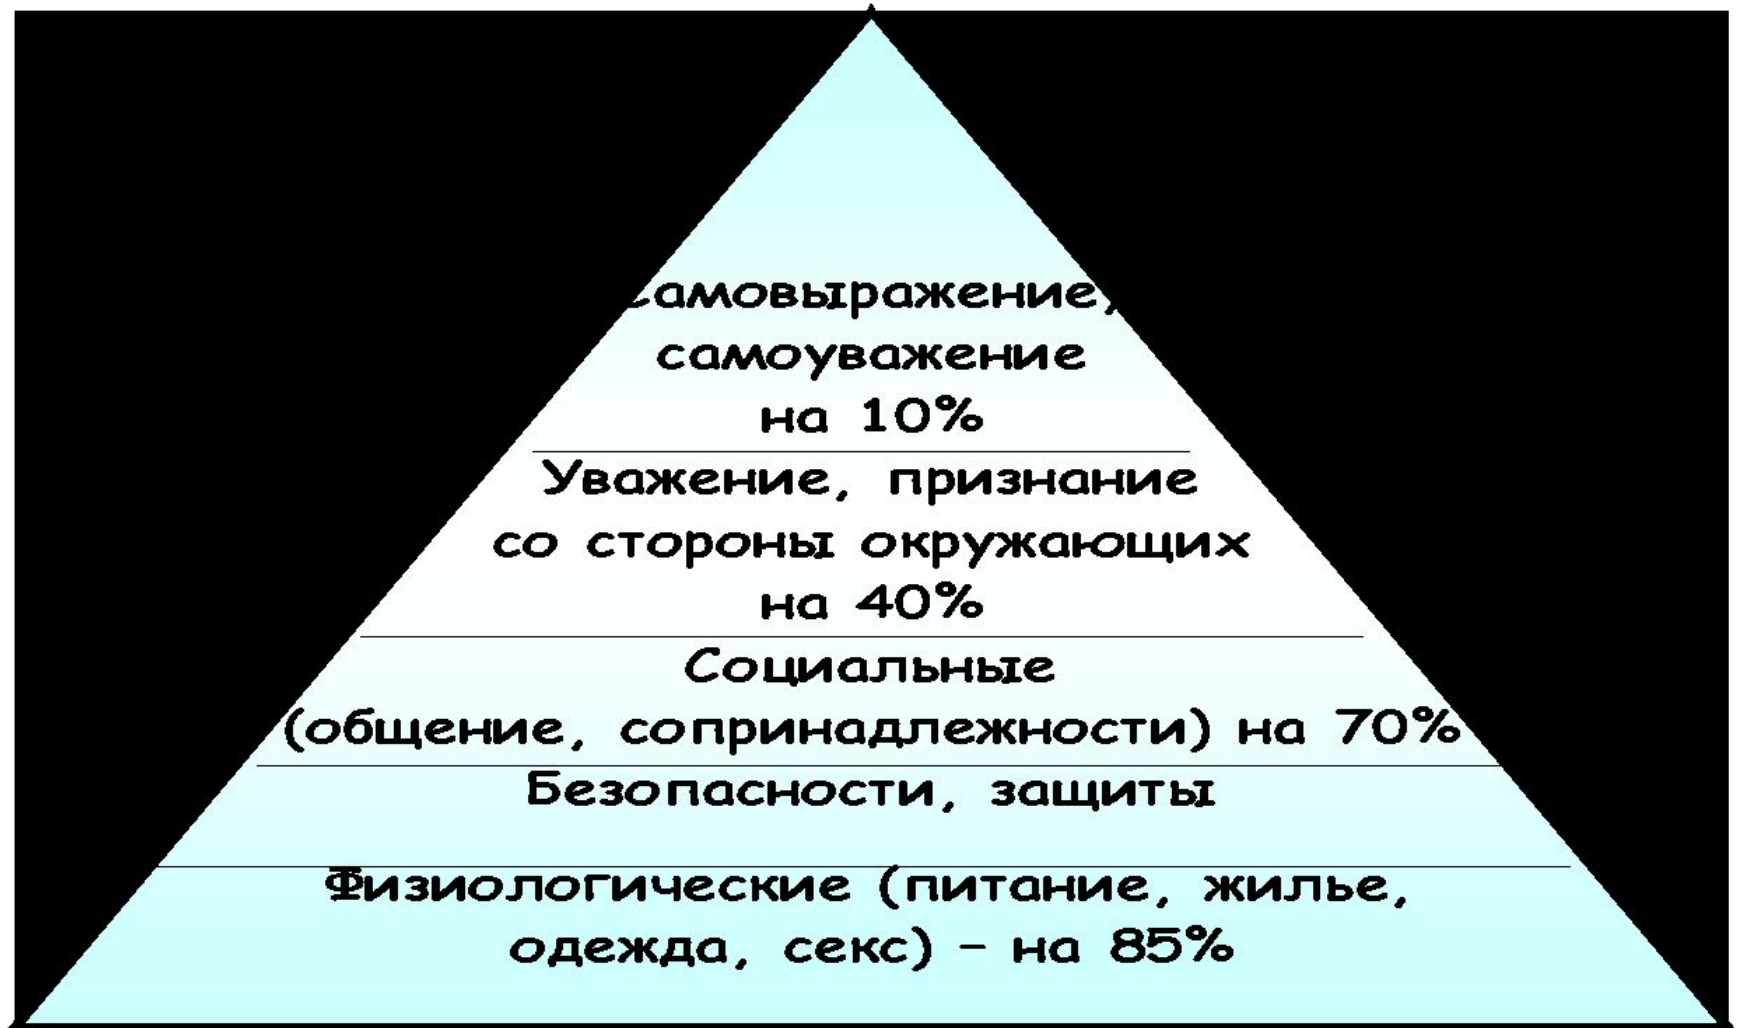 самовыражение,
самоуважение
на 10%
Уважение, признание
со стороны окружающих
на 40%
Социальные
(общение, сопринадлежности) на 70%
Безопасности, защиты
Физиологические (питание, жилье,
одежда, секс) – на 85%